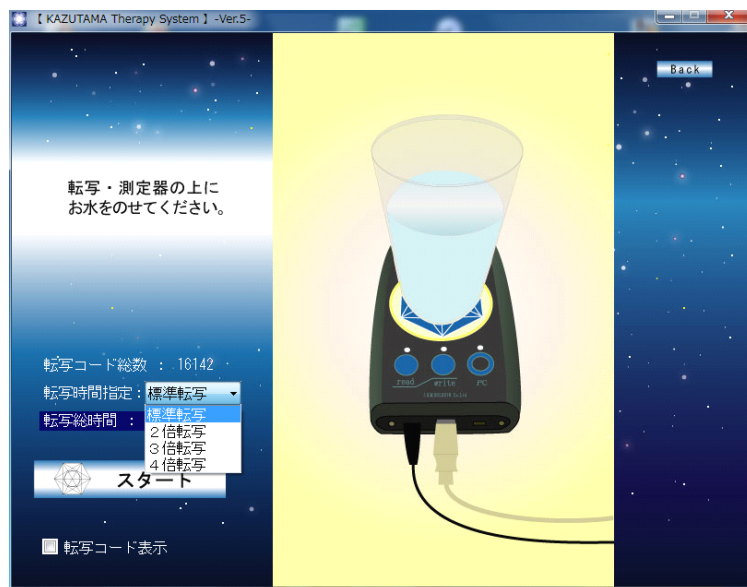 【 KAZUTAMA Therapy System 】-Ver.5-
Back
転写・測定器の上に
お水をのせてください。
転写コード総数 : 16142
転写時間指定: 標準転写
標準転写
転写総時間 :
2倍転写
3倍転写
4倍転写
スタート
転写コード表示
read write PC